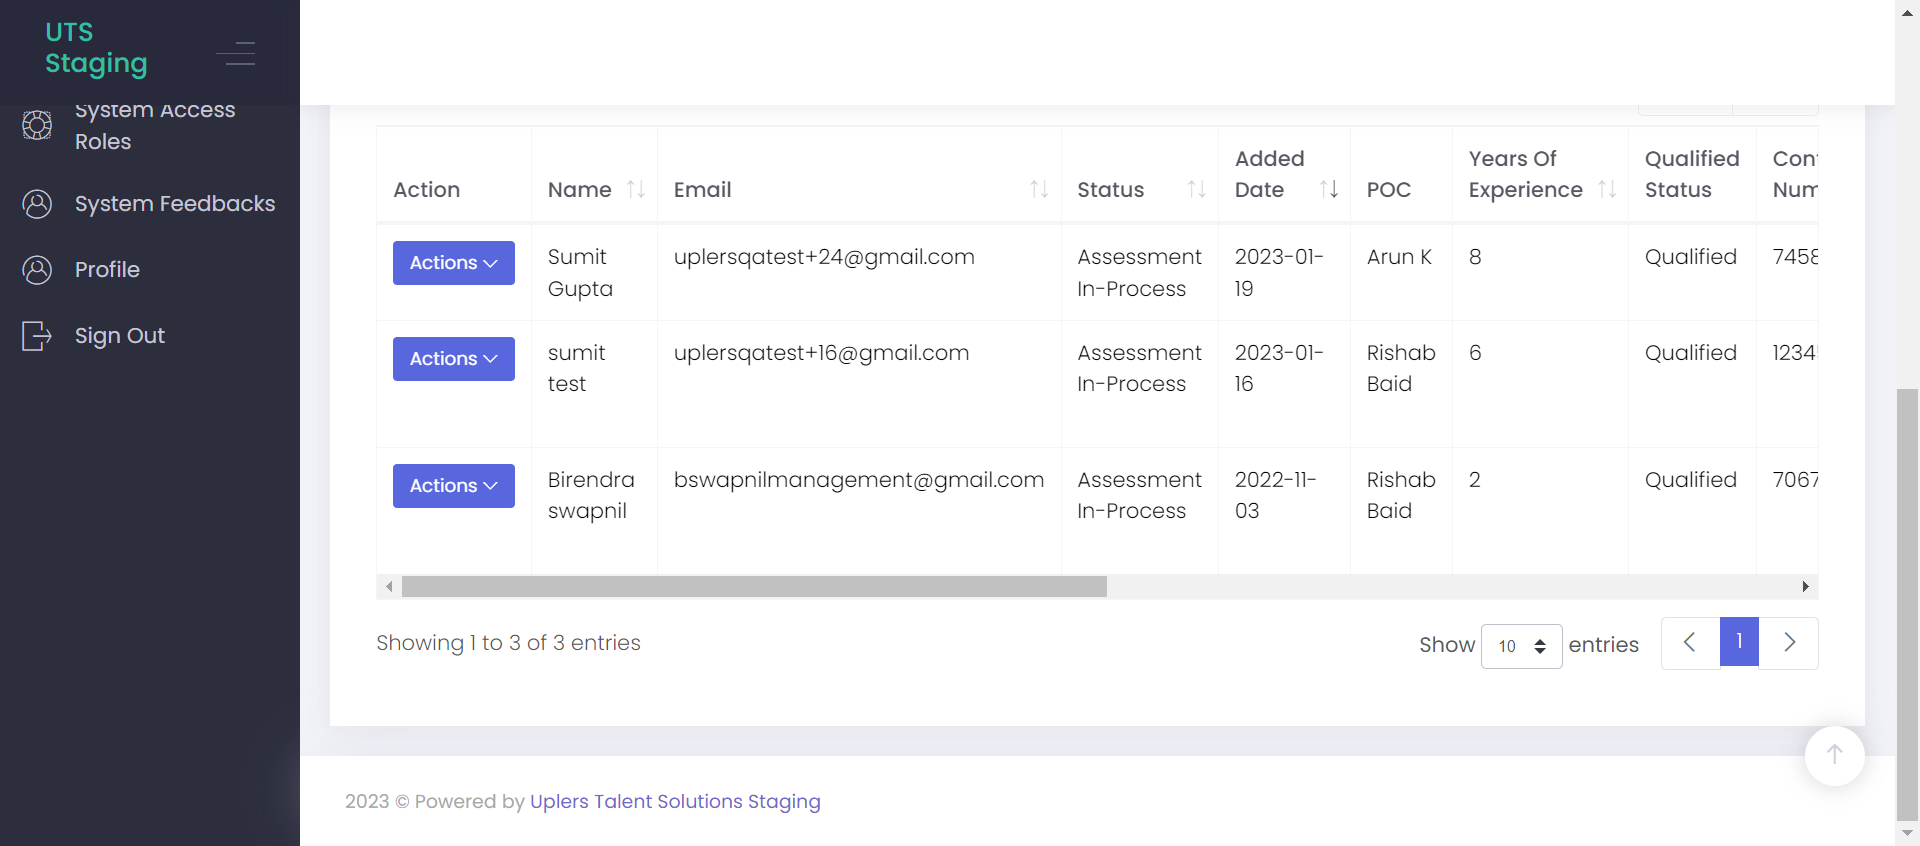 UTS
Staging
System Access
Roles
System Feedbacks
Profile
Sign Out
Action
Name
Email
Status
Added
Date
POC
Years Of
Experience
Qualified
Status
Actions
Sumit
Gupta
uplersqatest+24@gmail.com
Assessment
In-Process
2023-01-
19
Arun K
8
Qualified
7458
Actions
sumit
test
uplersqatest+16@gmail.com
Assessment
In-Process
2023-01-
16
Rishab
Baid
6
Qualified
1234
Actions
Birendra
swapnil
bswapnilmanagement@gmail.com
Assessment
In-Process
2022-11-
03
Rishab
Baid
2
Qualified
7067
Showing 1 to 3 of 3 entries
Show 10 entries
1
2023 © Powered by Uplers Talent Solutions Staging